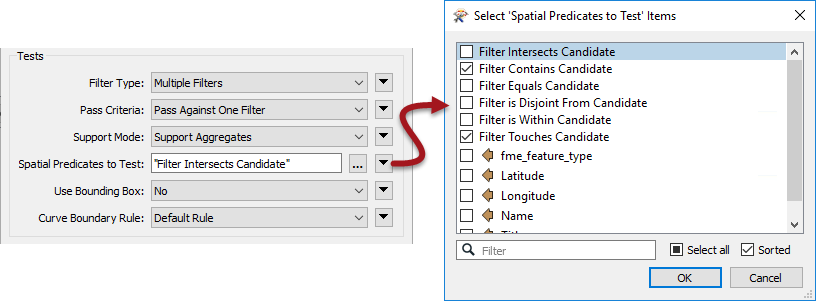 Tests
Filter Type: Multiple Filters
Pass Criteria: Pass Against One Filter
Support Mode: Support Aggregates
Spatial Predicates to Test: "Filter Intersects Candidate" ...
Use Bounding Box: No
Curve Boundary Rule: Default Rule
Select 'Spatial Predicates to Test' Items
Filter Intersects Candidate
Filter Contains Candidate
Filter Equals Candidate
Filter is Disjoint From Candidate
Filter is Within Candidate
Filter Touches Candidate
fme_feature_type
Latitude
Longitude
Name
Filter
Select all
Sorted
OK
Cancel